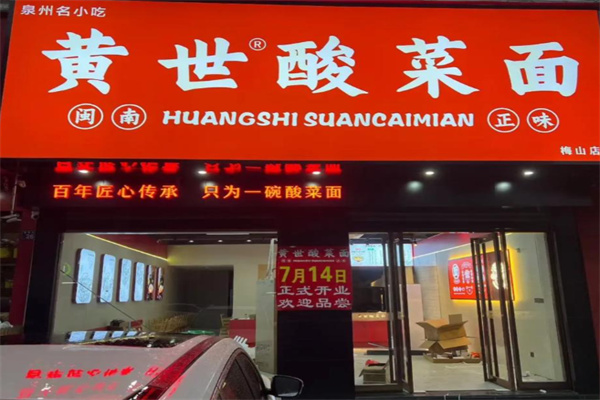 泉州名小吃
黄世®酸菜面
闽南 HUANGSHI SUANCAIMIAN 正味
梅山店
百年匠心传承 只为一碗酸菜面
黄世酸菜面
7月14日
正式开业
欢迎品尝